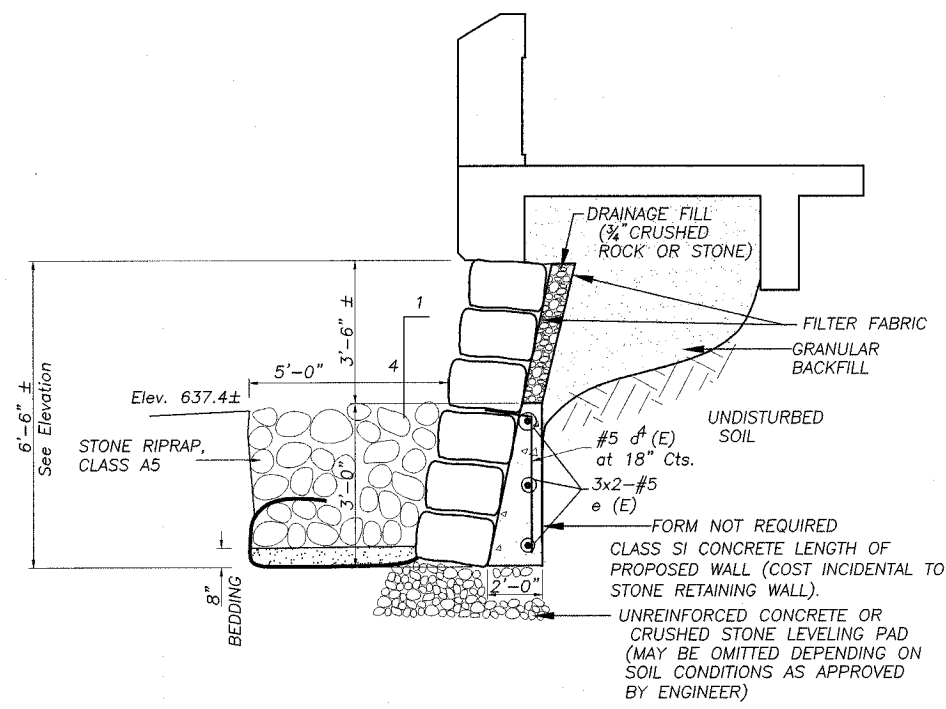 DRAINAGE FILL
(3/4" CRUSHED
ROCK OR STONE)
FILTER FABRIC
GRANULAR
BACKFILL
UNDISTURBED
SOIL
6'-6" ±
See Elevation
3'-6" ±
1
4
5'-0"
Elev. 637.4±
STONE RIPRAP,
CLASS A5
3'-0"
#5 d4 (E)
at 18" Cts.
3x2-#5
e (E)
FORM NOT REQUIRED
CLASS SI CONCRETE LENGTH OF
PROPOSED WALL (COST INCIDENTAL TO
STONE RETAINING WALL).
2'-0"
8"
BEDDING
UNREINFORCED CONCRETE OR
CRUSHED STONE LEVELING PAD
(MAY BE OMITTED DEPENDING ON
SOIL CONDITIONS AS APPROVED
BY ENGINEER)